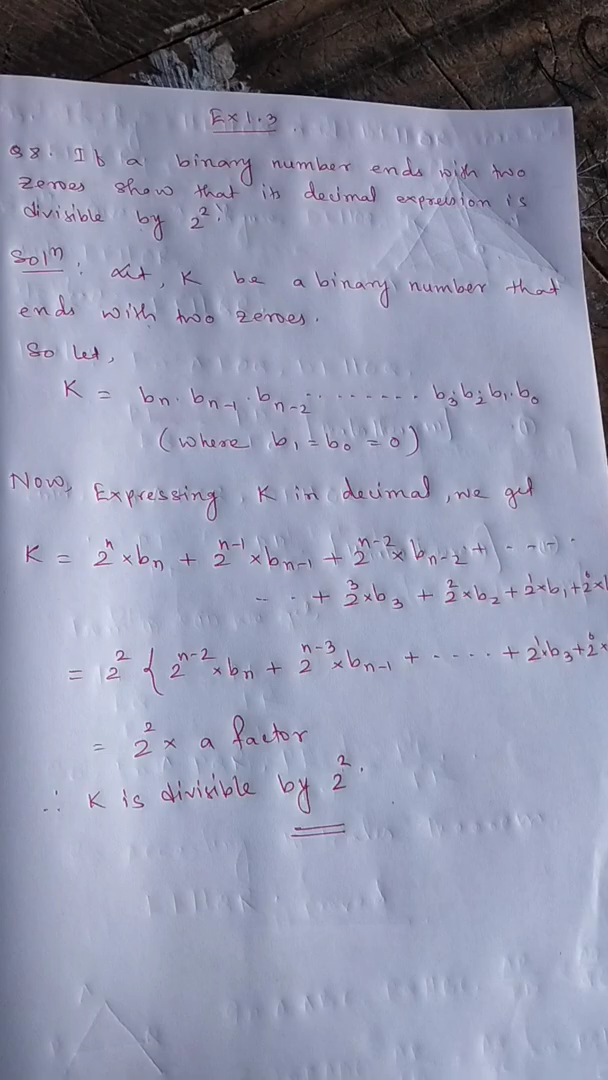 Ex 1.3
Q8. If a binary number ends with two
zeroes show that its decimal expression is
divisible by 2².
Solⁿ: Let, K be a binary number that
ends with two zeroes.
So let,
K = bₙ. bₙ₋₁. bₙ₋₂ ........... b₃b₂b₁.b₀
(where b₁ = b₀ = 0)
Now, Expressing K in decimal, we get
K = 2ⁿ×bₙ + 2ⁿ⁻¹×bₙ₋₁ + 2ⁿ⁻²×bₙ₋₂ + .....
.. + 2³×b₃ + 2²×b₂ + 2¹×b₁ + 2⁰×
= 2² { 2ⁿ⁻²×bₙ + 2ⁿ⁻³×bₙ₋₁ + ..... + 2¹×b₃ + 2⁰×
= 2² × a factor
∴ K is divisible by 2².